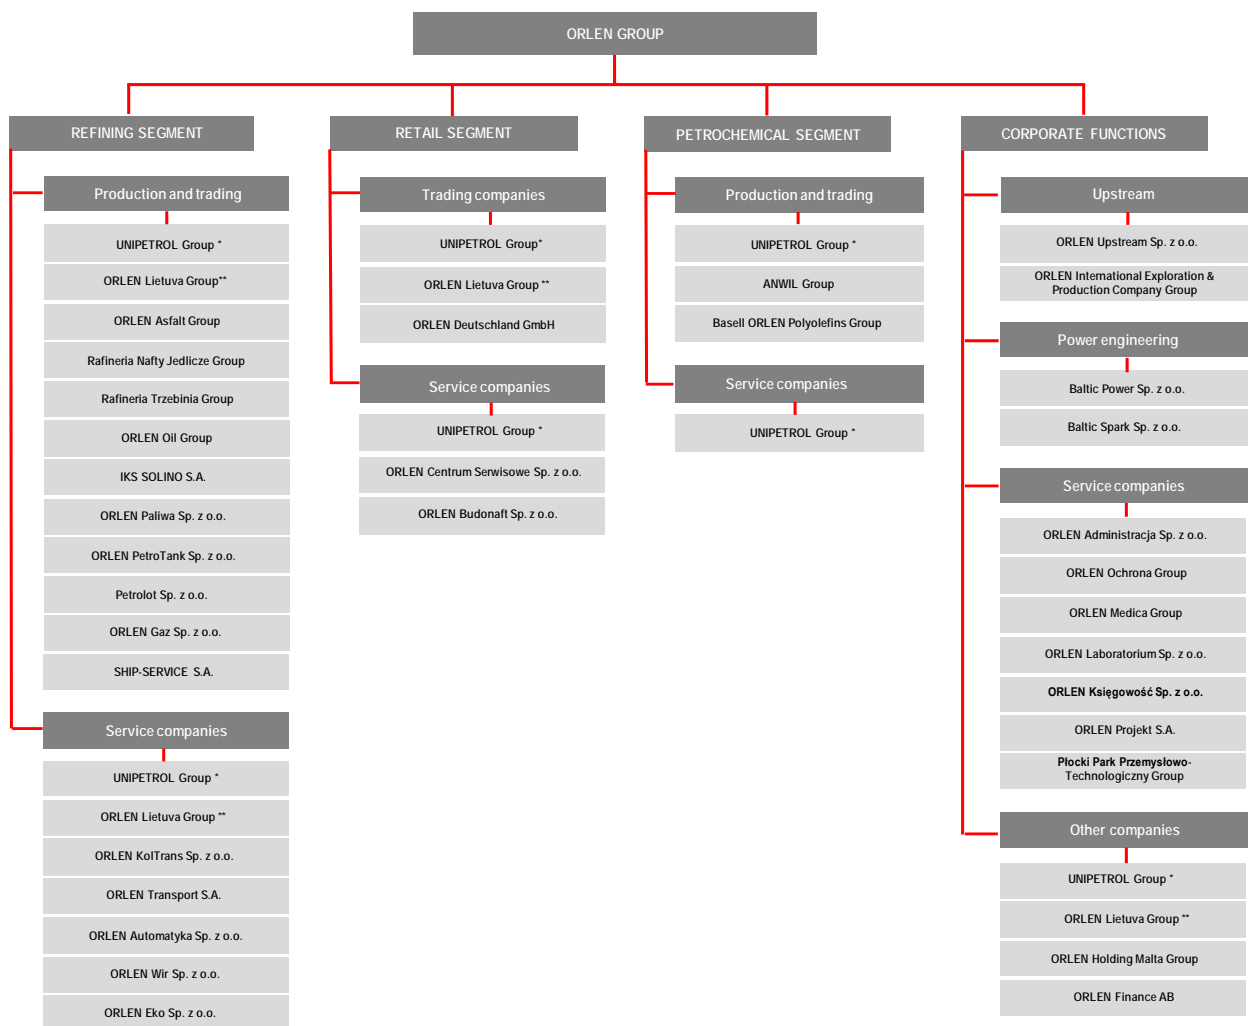 ORLEN GROUP
REFINING SEGMENT
Production and trading
UNIPETROL Group *
ORLEN Lietuva Group**
ORLEN Asfalt Group
Rafineria Nafty Jedlicze Group
Rafineria Trzebinia Group
ORLEN Oil Group
IKS SOLINO S.A.
ORLEN Paliwa Sp. z o.o.
ORLEN PetroTank Sp. z o.o.
Petrolot Sp. z o.o.
ORLEN Gaz Sp. z o.o.
SHIP-SERVICE S.A.
Service companies
UNIPETROL Group *
ORLEN Lietuva Group **
ORLEN KolTrans Sp. z o.o.
ORLEN Transport S.A.
ORLEN Automatyka Sp. z o.o.
ORLEN Wir Sp. z o.o.
ORLEN Eko Sp. z o.o.
RETAIL SEGMENT
Trading companies
UNIPETROL Group*
ORLEN Lietuva Group **
ORLEN Deutschland GmbH
Service companies
UNIPETROL Group *
ORLEN Centrum Serwisowe Sp. z o.o.
ORLEN Budonaft Sp. z o.o.
PETROCHEMICAL SEGMENT
Production and trading
UNIPETROL Group *
ANWIL Group
Basell ORLEN Polyolefins Group
Service companies
UNIPETROL Group *
CORPORATE FUNCTIONS
Upstream
ORLEN Upstream Sp. z o.o.
ORLEN International Exploration &
Production Company Group
Power engineering
Baltic Power Sp. z o.o.
Baltic Spark Sp. z o.o.
Service companies
ORLEN Administracja Sp. z o.o.
ORLEN Ochrona Group
ORLEN Medica Group
ORLEN Laboratorium Sp. z o.o.
ORLEN Księgowość Sp. z o.o.
ORLEN Projekt S.A.
Płocki Park Przemysłowo-
Technologiczny Group
Other companies
UNIPETROL Group *
ORLEN Lietuva Group **
ORLEN Holding Malta Group
ORLEN Finance AB